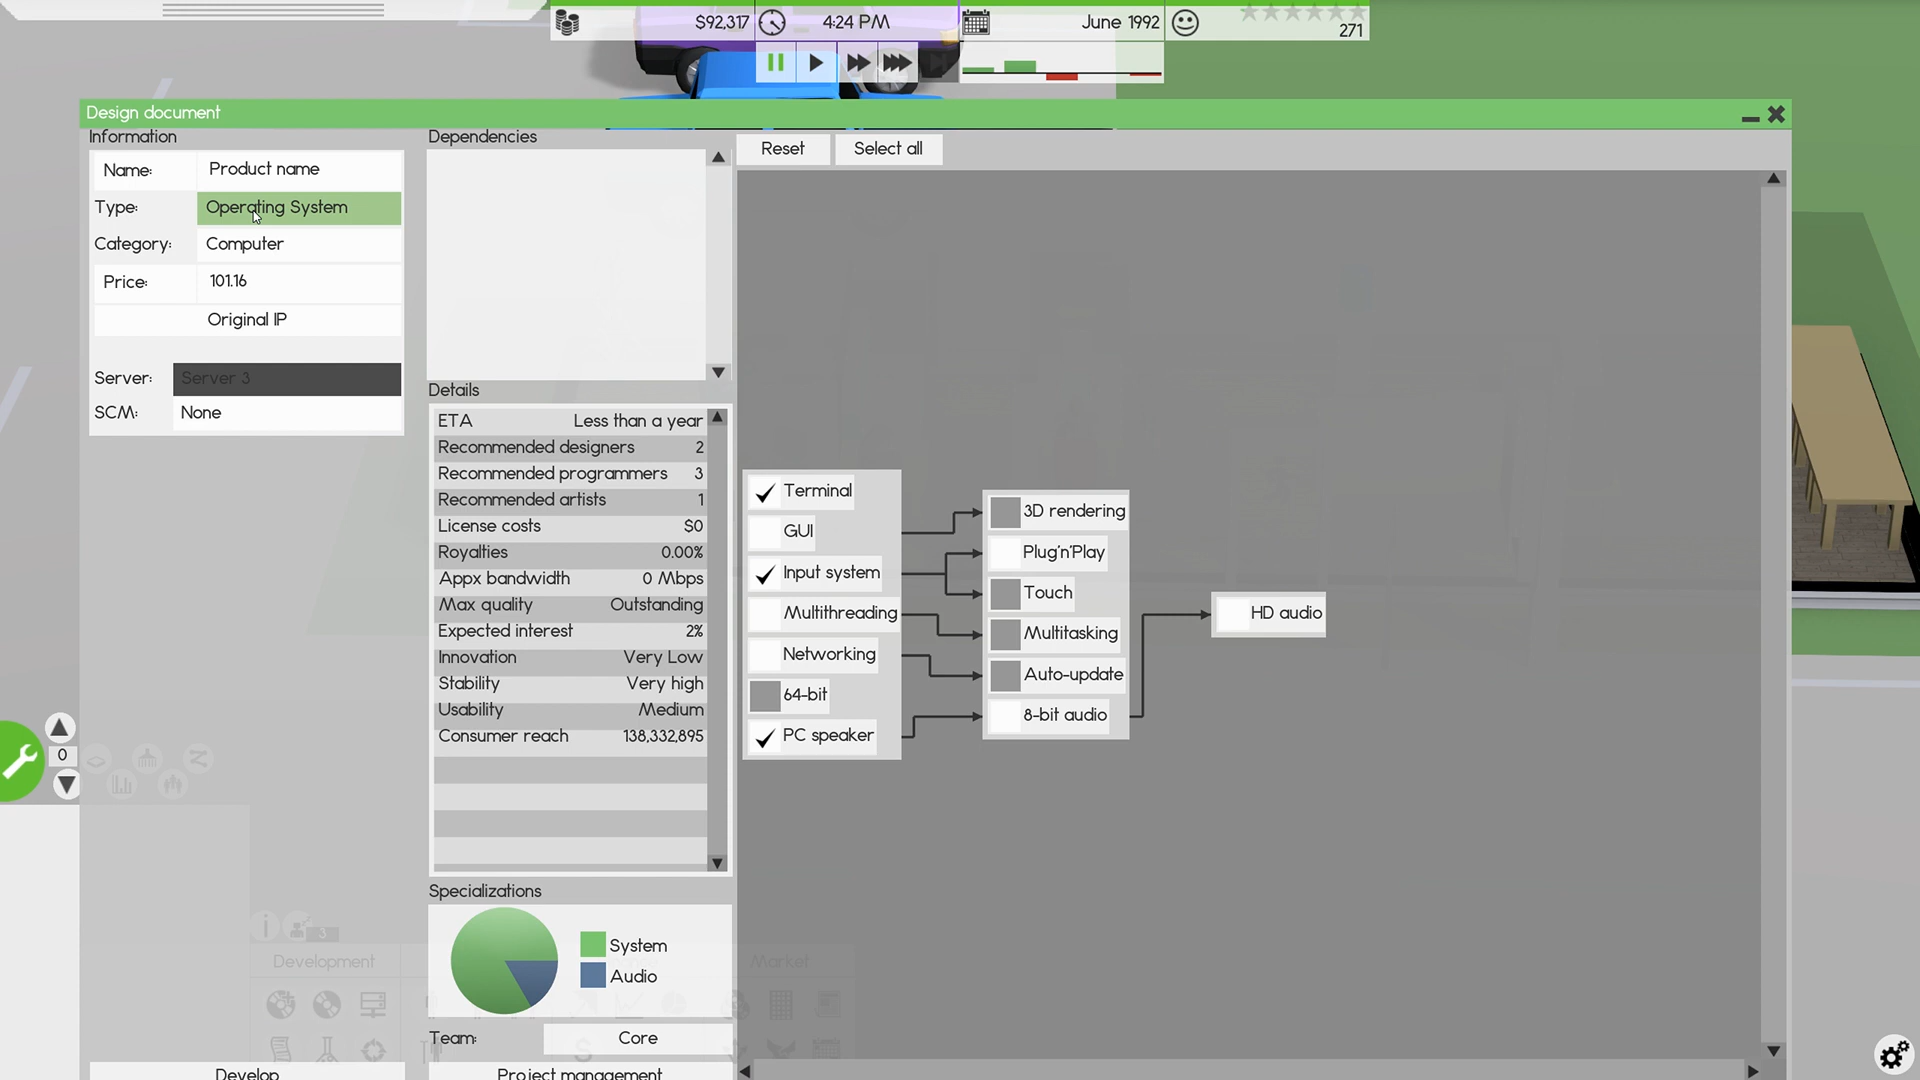 $92,317
4:24 PM
June 1992
271
Design document
Information
Name: Product name
Type: Operating System
Category: Computer
Price: 101.16
Original IP
Server: Server 3
SCM: None
Dependencies
Details
ETA Less than a year
Recommended designers 2
Recommended programmers 3
Recommended artists 1
License costs $0
Royalties 0.00%
Appx bandwidth 0 Mbps
Max quality Outstanding
Expected interest 2%
Innovation Very Low
Stability Very high
Usability Medium
Consumer reach 138,332,895
Specializations
System
Audio
Team: Core
Develop
Project management
Reset
Select all
Terminal
GUI
Input system
Multithreading
Networking
64-bit
PC speaker
3D rendering
Plug'n'Play
Touch
Multitasking
Auto-update
8-bit audio
HD audio
0
3
Development
Market